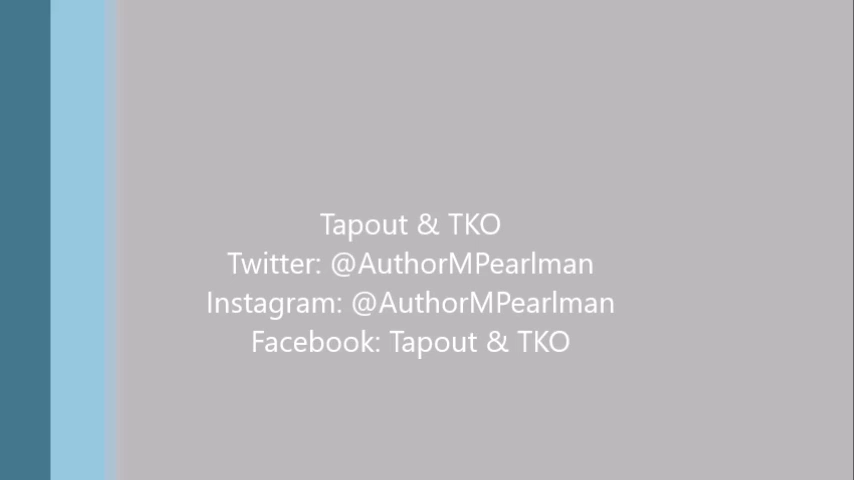 Tapout & TKO
Twitter: @AuthorMPearlman
Instagram: @AuthorMPearlman
Facebook: Tapout & TKO